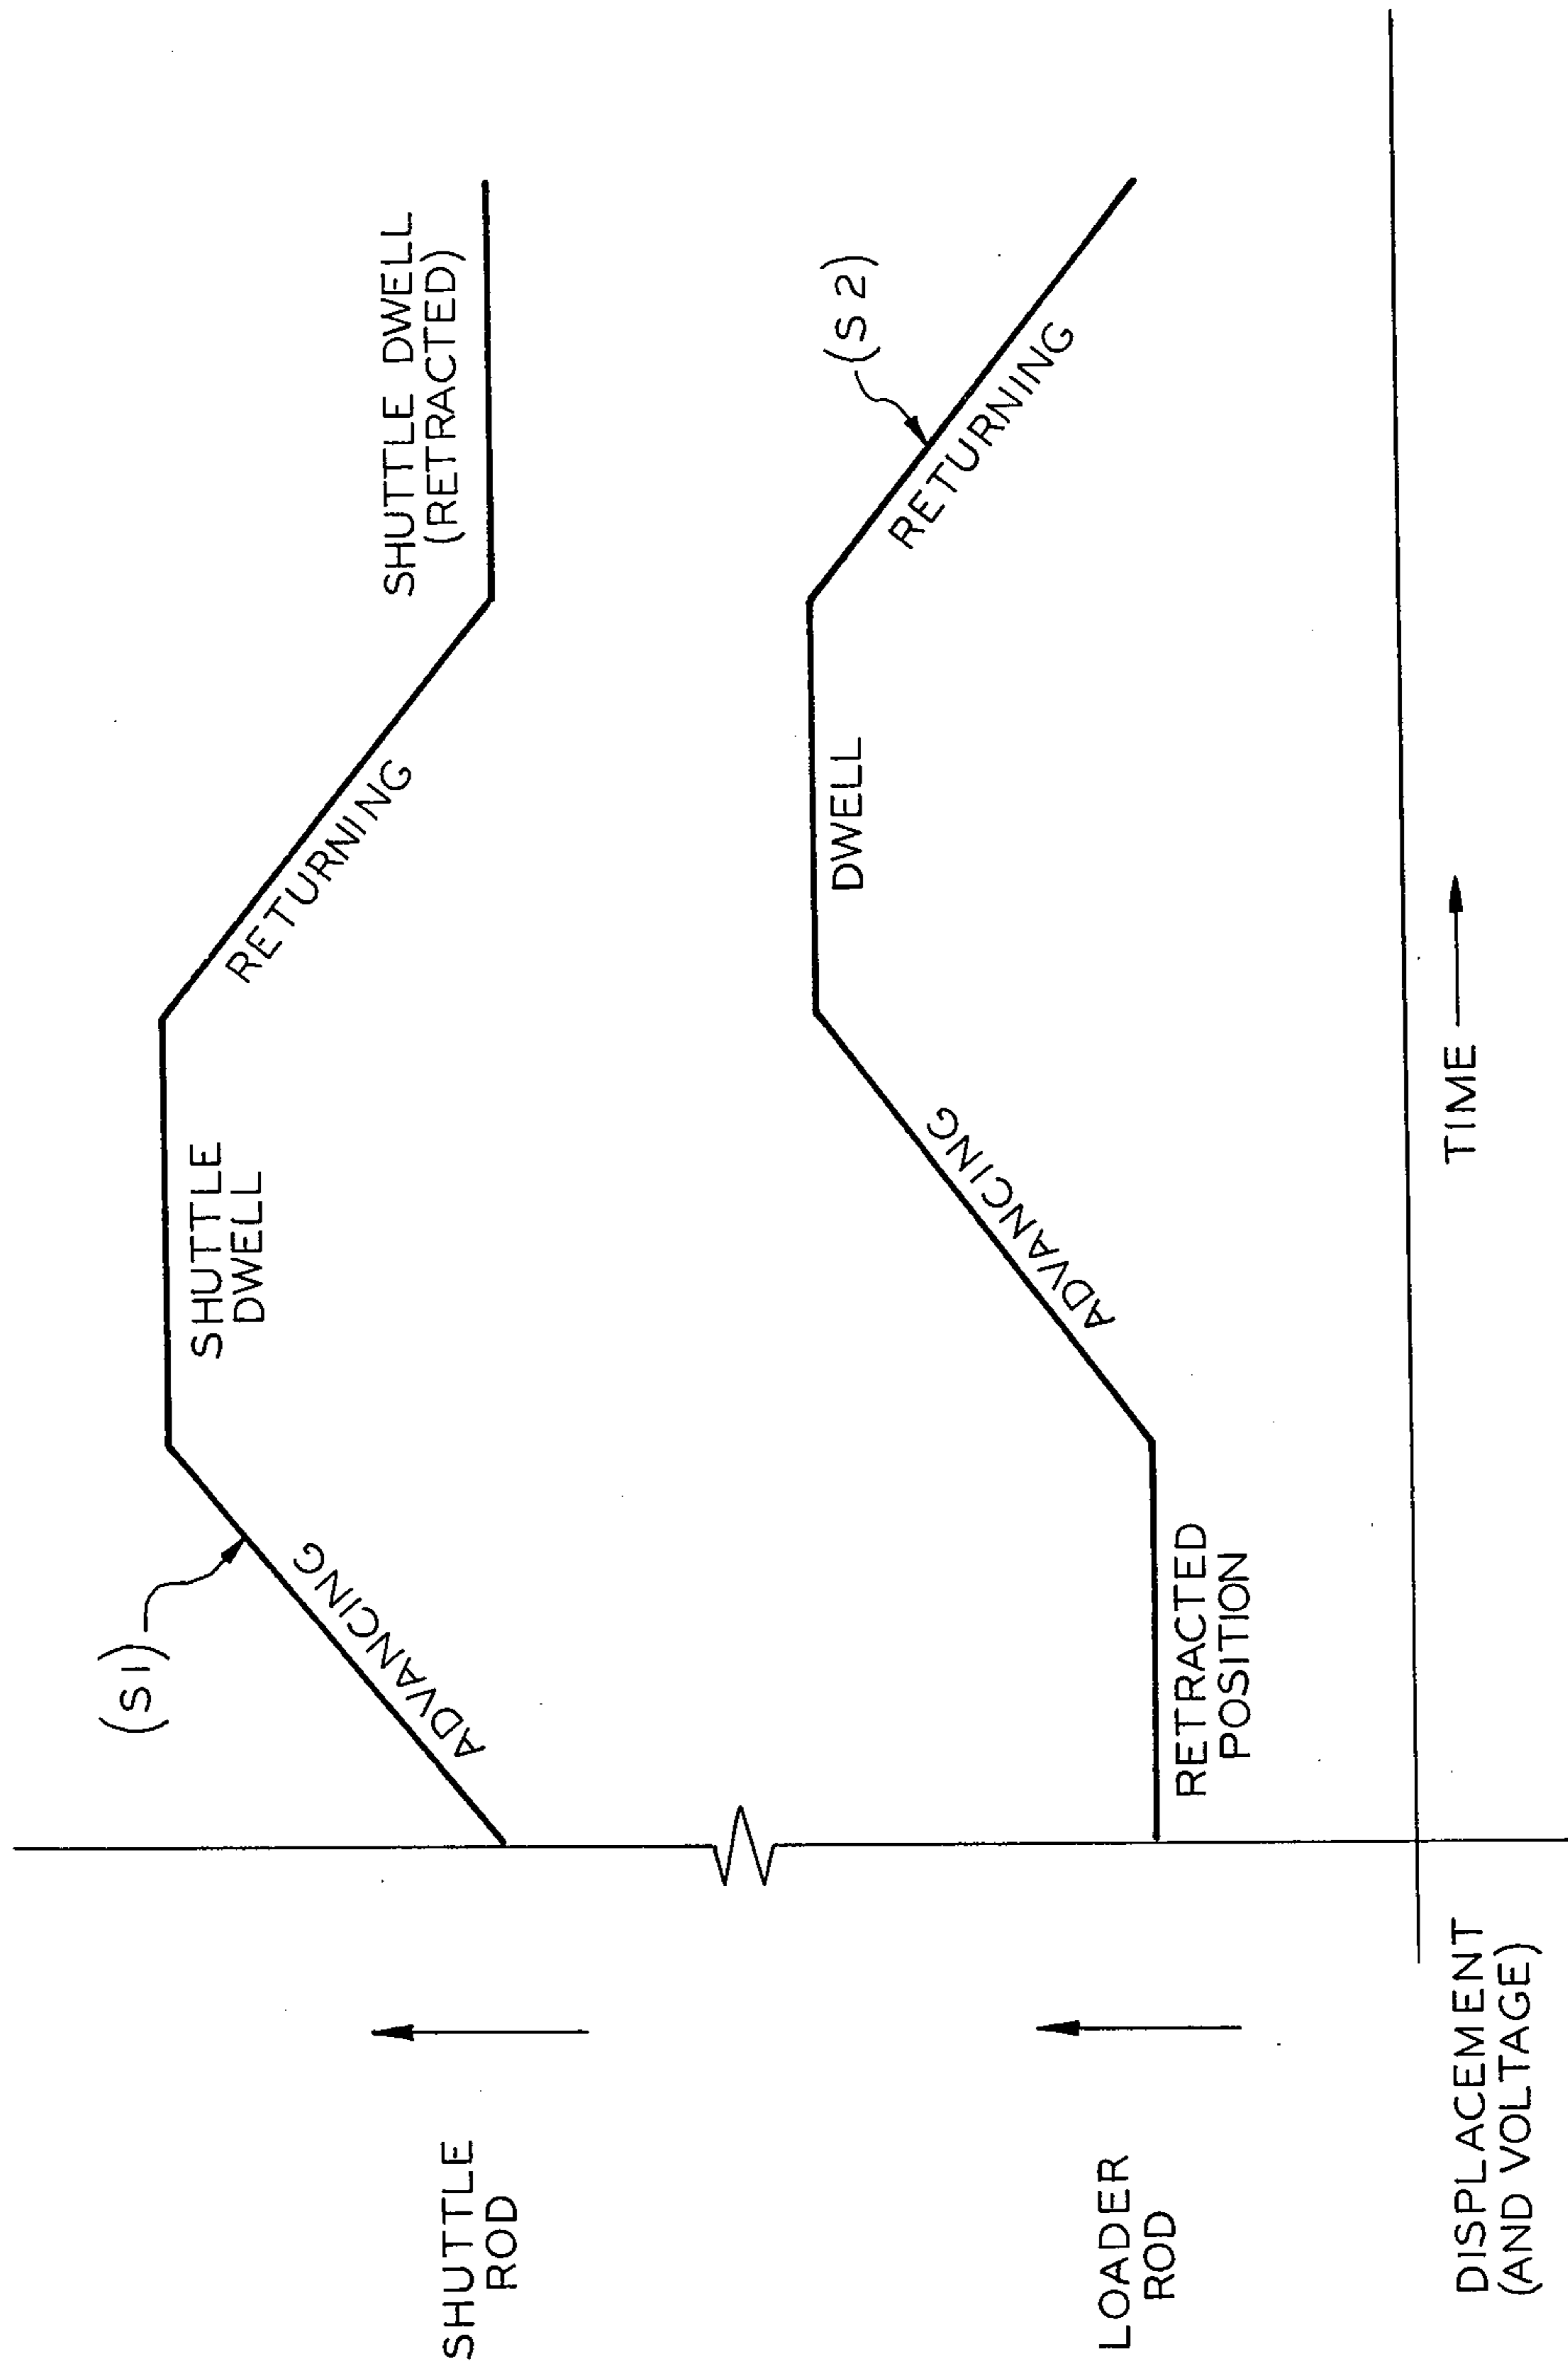 (S1)
ADVANCING
SHUTTLE
DWELL
RETURNING
SHUTTLE DWELL
(RETRACTED)
SHUTTLE
ROD
RETRACTED
POSITION
ADVANCING
DWELL
RETURNING
(S2)
LOADER
ROD
DISPLACEMENT
(AND VOLTAGE)
TIME